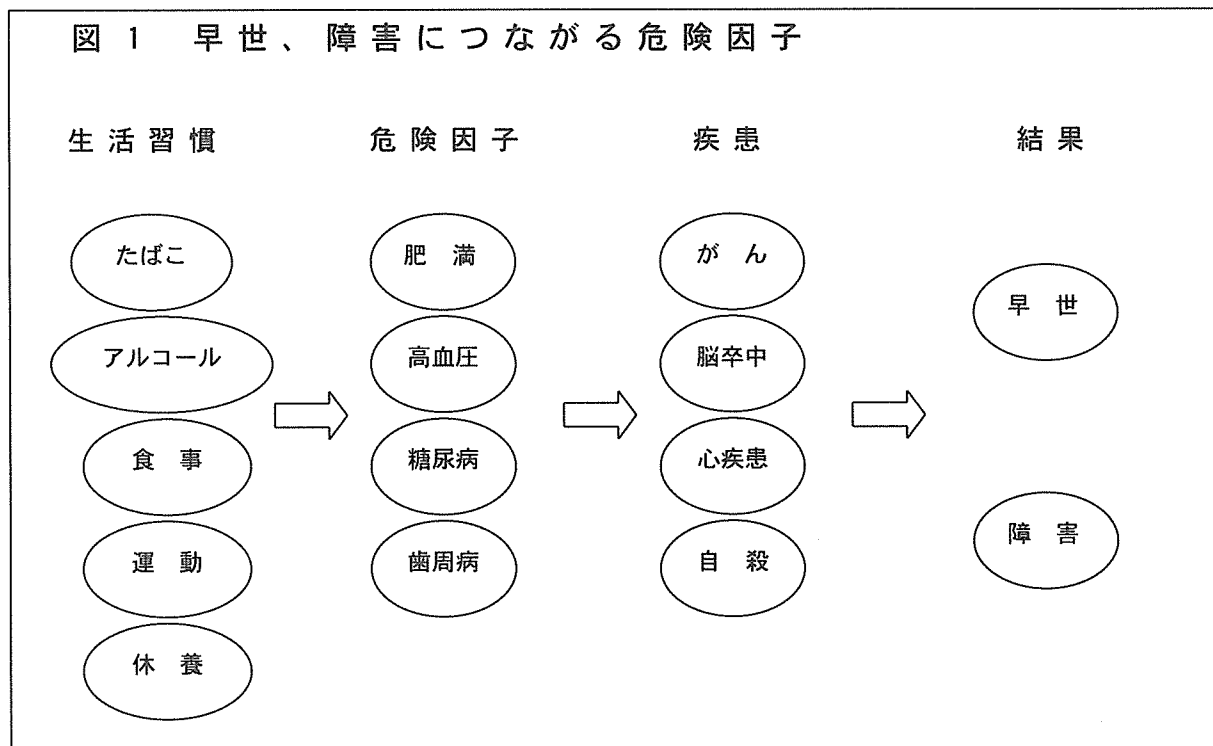 図１　早世、障害につながる危険因子
生活習慣　危険因子　疾患　結果
たばこ　肥満　がん
早世
アルコール　高血圧　脳卒中
食事　糖尿病　心疾患
運動　歯周病　自殺
障害
休養